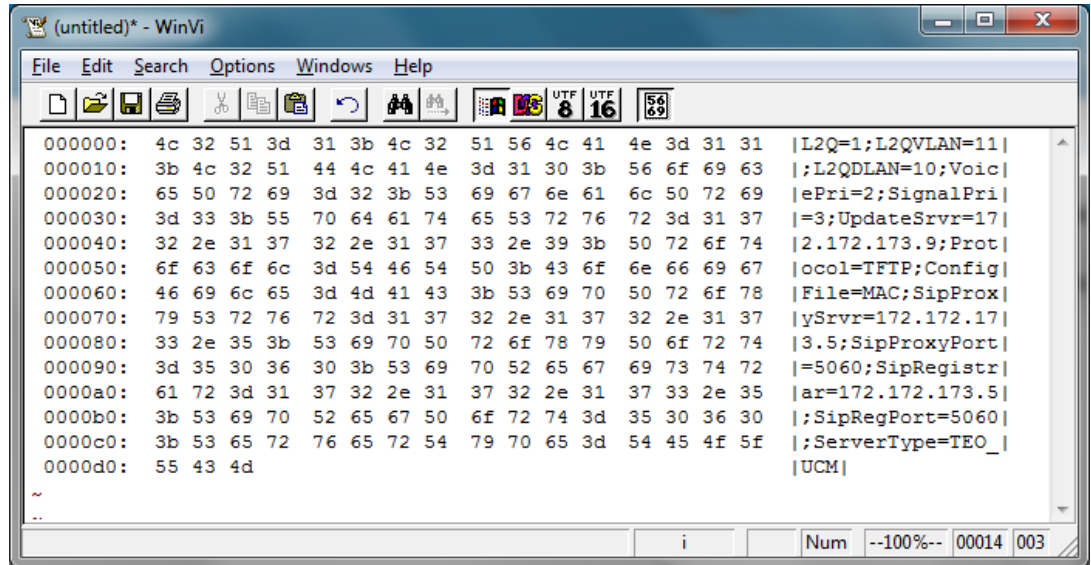 (untitled)* - WinVi
File Edit Search Options Windows Help
UTF 8 UTF 16 56 69
000000: 4c 32 51 3d 31 3b 4c 32 51 56 4c 41 4e 3d 31 31 |L2Q=1;L2QVLAN=11|
000010: 3b 4c 32 51 44 4c 41 4e 3d 31 30 3b 56 6f 69 63 |;L2QDLAN=10;Voic|
000020: 65 50 72 69 3d 32 3b 53 69 67 6e 61 6c 50 72 69 |ePri=2;SignalPri|
000030: 3d 33 3b 55 70 64 61 74 65 53 72 76 72 3d 31 37 |=3;UpdateSrvr=17|
000040: 32 2e 31 37 32 2e 31 37 33 2e 39 3b 50 72 6f 74 |2.172.173.9;Prot|
000050: 6f 63 6f 6c 3d 54 46 54 50 3b 43 6f 6e 66 69 67 |ocol=TFTP;Config|
000060: 46 69 6c 65 3d 4d 41 43 3b 53 69 70 50 72 6f 78 |File=MAC;SipProx|
000070: 79 53 72 76 72 3d 31 37 32 2e 31 37 32 2e 31 37 |ySrvr=172.172.17|
000080: 33 2e 35 3b 53 69 70 50 72 6f 78 79 50 6f 72 74 |3.5;SipProxyPort|
000090: 3d 35 30 36 30 3b 53 69 70 52 65 67 69 73 74 72 |=5060;SipRegistr|
0000a0: 61 72 3d 31 37 32 2e 31 37 32 2e 31 37 33 2e 35 |ar=172.172.173.5|
0000b0: 3b 53 69 70 52 65 67 50 6f 72 74 3d 35 30 36 30 |;SipRegPort=5060|
0000c0: 3b 53 65 72 76 65 72 54 79 70 65 3d 54 45 4f 5f |;ServerType=TEO_|
0000d0: 55 43 4d |UCM|
~
i Num --100%-- 00014 003